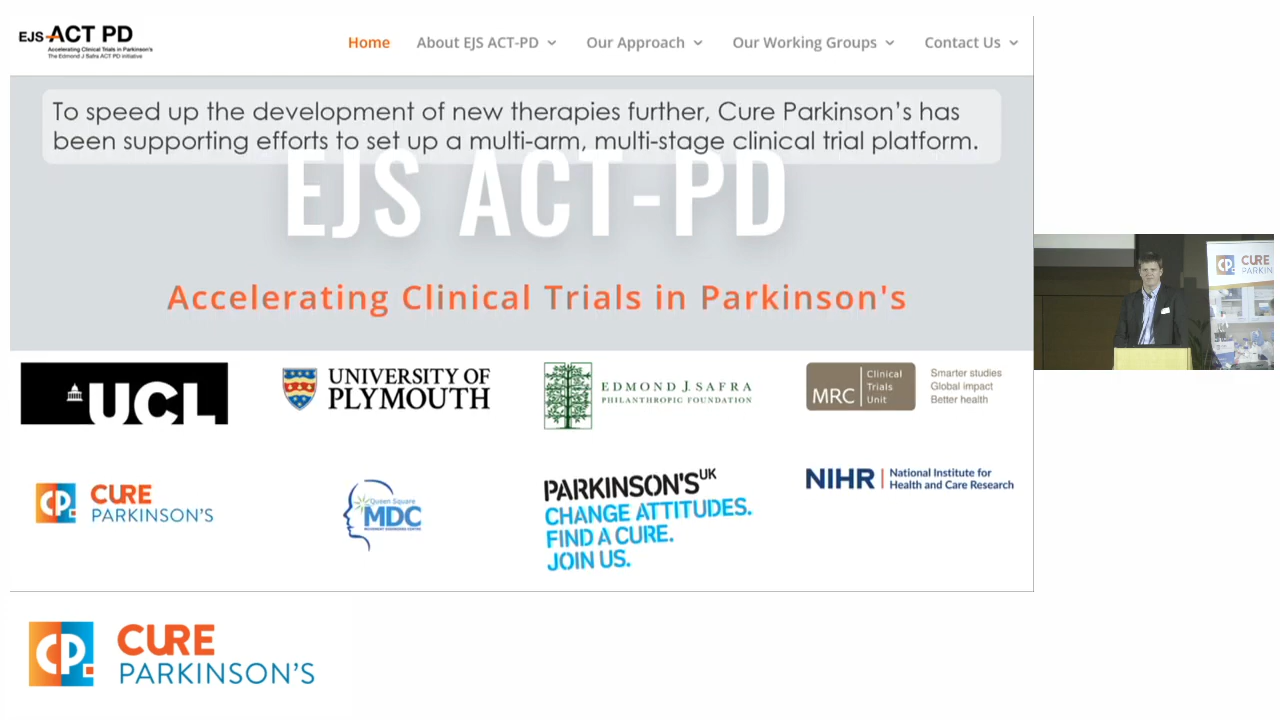 EJS-ACT PD
Accelerating Clinical Trials in Parkinson's
The Edmond J Safra ACT PD initiative
Home
About EJS ACT-PD
Our Approach
Our Working Groups
Contact Us
To speed up the development of new therapies further, Cure Parkinson's has
been supporting efforts to set up a multi-arm, multi-stage clinical trial platform.
EJS ACT-PD
Accelerating Clinical Trials in Parkinson's
UCL
UNIVERSITY OF
PLYMOUTH
EDMOND J. SAFRA
PHILANTHROPIC FOUNDATION
MRC
Clinical
Trials
Unit
Smarter studies
Global impact
Better health
CP.
CURE
PARKINSON'S
Queen Square
MDC
MOVEMENT DISORDERS CENTRE
PARKINSON'S UK
CHANGE ATTITUDES.
FIND A CURE.
JOIN US.
NIHR
National Institute for
Health and Care Research
CP.
CURE
PARKIN
CP.
CURE
PARKINSON'S